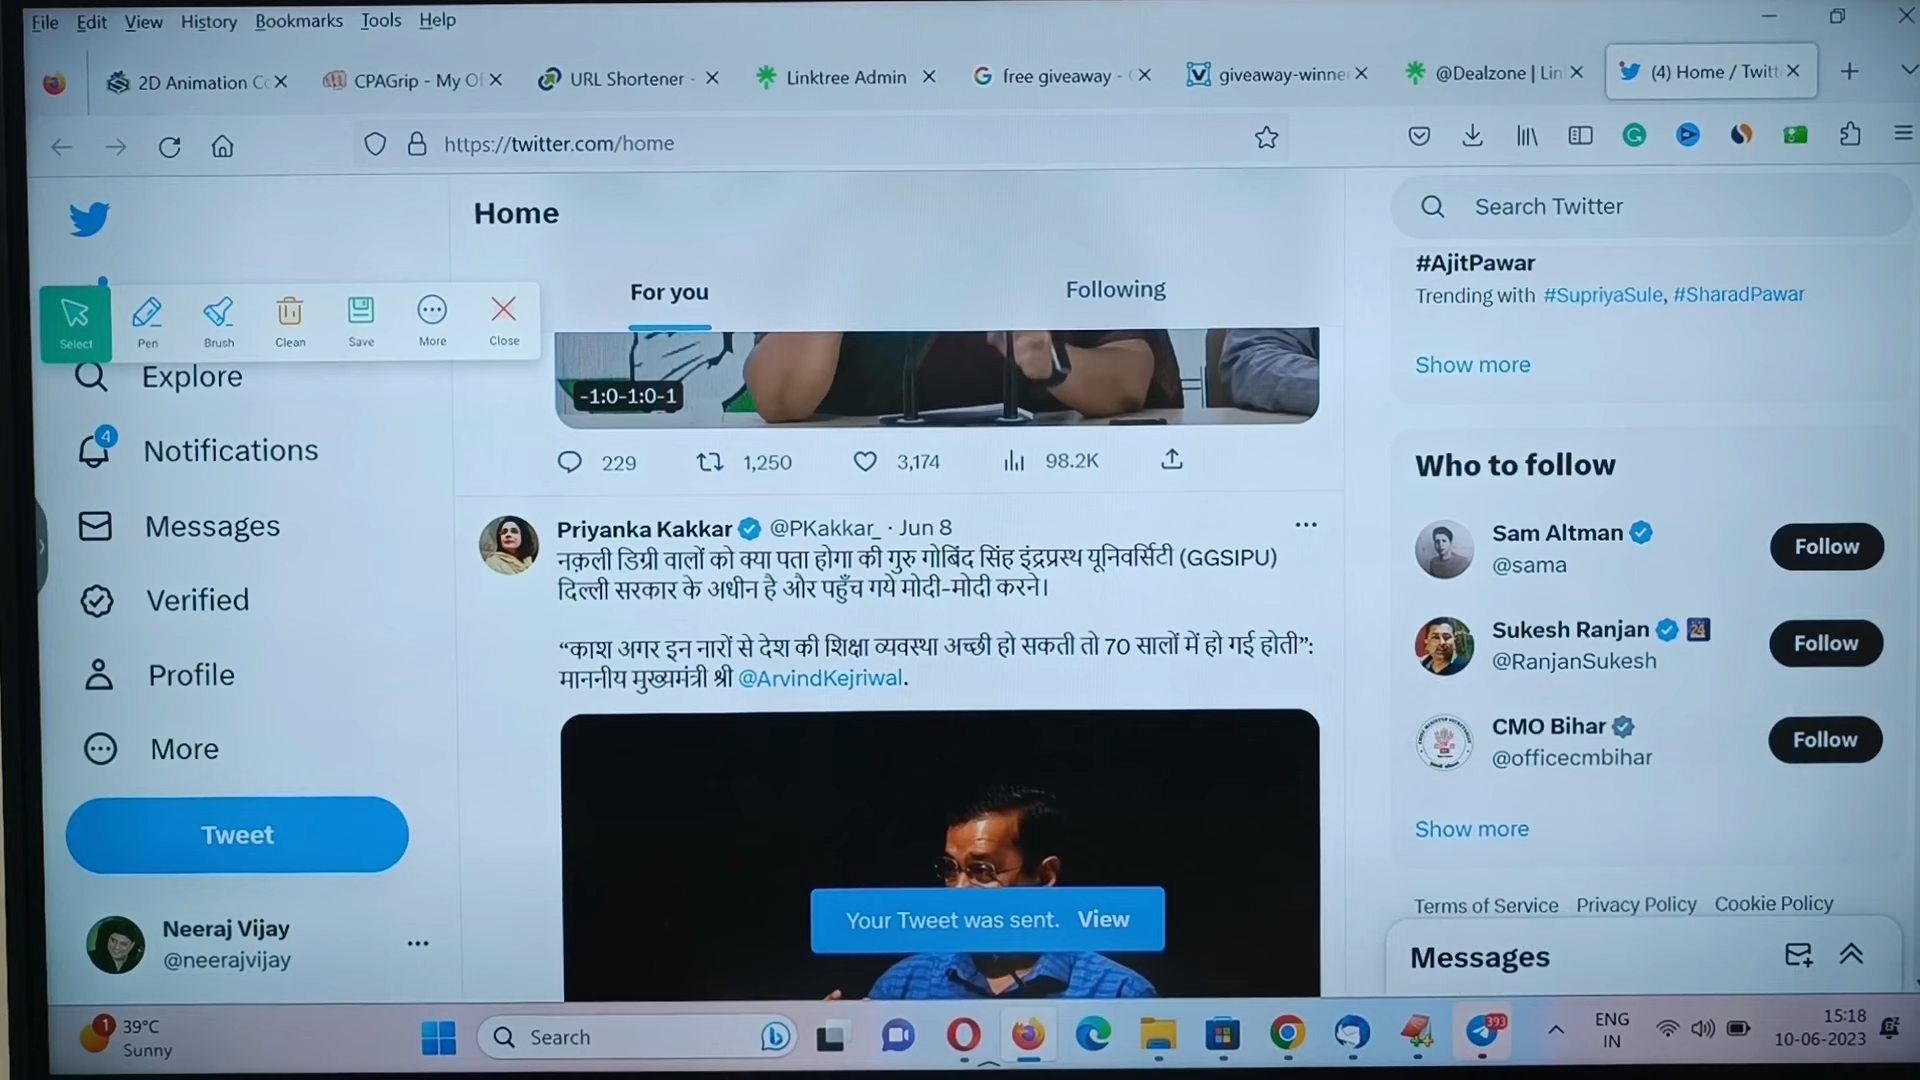 File Edit View History Bookmarks Tools Help
2D Animation Co
CPAGrip - My Of
URL Shortener -
Linktree Admin
free giveaway -
giveaway-winne
@Dealzone | Lin
(4) Home / Twitt
https://twitter.com/home
Home
For you
Following
Select
Pen
Brush
Clean
Save
More
Close
Explore
4
Notifications
Messages
Verified
Profile
More
Tweet
Neeraj Vijay
@neerajvijay
-1:0-1:0-1
229
1,250
3,174
98.2K
Priyanka Kakkar @PKakkar_ · Jun 8
नक़ली डिग्री वालों को क्या पता होगा की गुरु गोबिंद सिंह इंद्रप्रस्थ यूनिवर्सिटी (GGSIPU)
दिल्ली सरकार के अधीन है और पहुँच गये मोदी-मोदी करने।
“काश अगर इन नारों से देश की शिक्षा व्यवस्था अच्छी हो सकती तो 70 सालों में हो गई होती”:
माननीय मुख्यमंत्री श्री @ArvindKejriwal.
Your Tweet was sent. View
Search Twitter
#AjitPawar
Trending with #SupriyaSule, #SharadPawar
Show more
Who to follow
Sam Altman
@sama
Follow
Sukesh Ranjan
@RanjanSukesh
Follow
CMO Bihar
@officecmbihar
Follow
Show more
Terms of Service Privacy Policy Cookie Policy
Messages
1
39°C
Sunny
Search
393
ENG
IN
15:18
10-06-2023